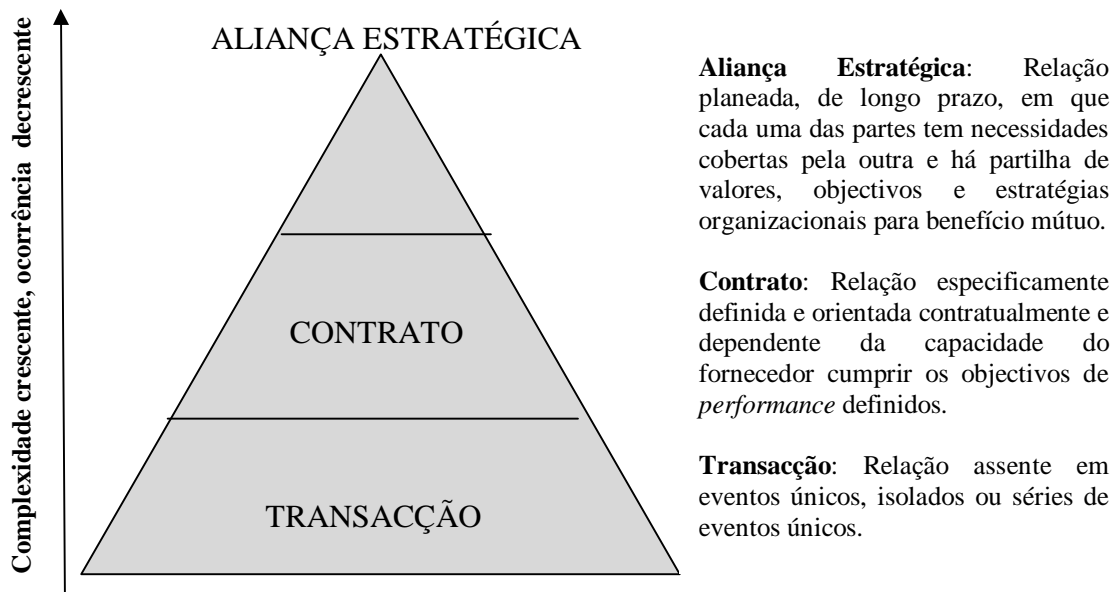 Complexidade crescente, ocorrência decrescente
ALIANÇA ESTRATÉGICA
CONTRATO
TRANSACÇÃO
Aliança Estratégica: Relação
planeada, de longo prazo, em que
cada uma das partes tem necessidades
cobertas pela outra e há partilha de
valores, objectivos e estratégias
organizacionais para benefício mútuo.
Contrato: Relação especificamente
definida e orientada contratualmente e
dependente da capacidade do
fornecedor cumprir os objectivos de
performance definidos.
Transacção: Relação assente em
eventos únicos, isolados ou séries de
eventos únicos.